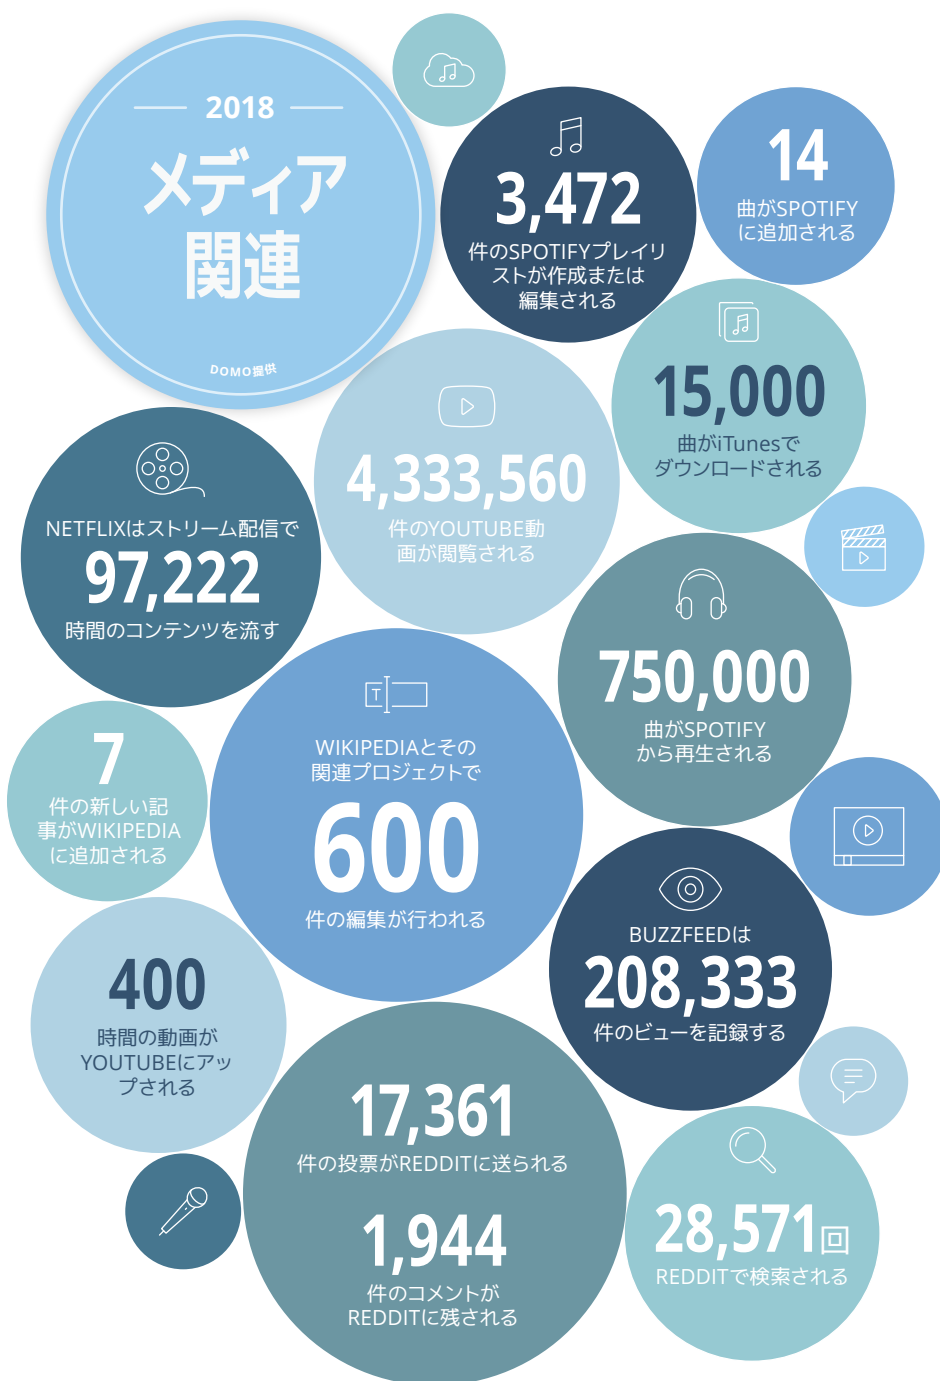 2018
メディア
関連
DOMO提供
3,472
件のSPOTIFYプレイリ
ストが作成または
編集される
14
曲がSPOTIFY
に追加される
15,000
曲がiTunesで
ダウンロードされる
4,333,560
件のYOUTUBE動
画が閲覧される
NETFLIXはストリーム配信で
97,222
時間のコンテンツを流す
750,000
曲がSPOTIFY
から再生される
T
WIKIPEDIAとその
関連プロジェクトで
600
件の編集が行われる
7
件の新しい記
事がWIKIPEDIA
に追加される
BUZZFEEDは
208,333
件のビューを記録する
400
時間の動画が
YOUTUBEにアッ
プされる
17,361
件の投票がREDDITに送られる
1,944
件のコメントが
REDDITに残される
28,571回
REDDITで検索される